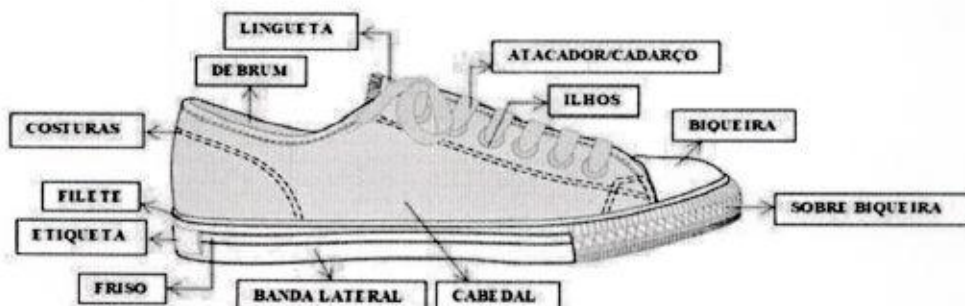 LINGUETA
ATACADOR/CADARÇO
DEBRUM
ILHOS
COSTURAS
BIQUEIRA
FILETE
SOBRE BIQUEIRA
ETIQUETA
FRISO
BANDA LATERAL
CABEDAL